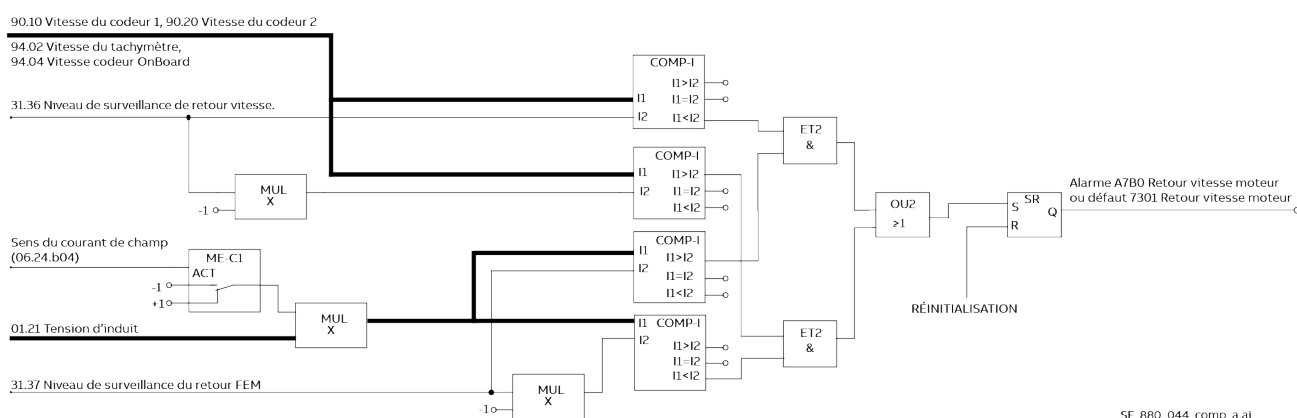 90.10 Vitesse du codeur 1, 90.20 Vitesse du codeur 2
94.02 Vitesse du tachymètre,
94.04 Vitesse codeur OnBoard
31.36 Niveau de surveillance de retour vitesse.
MUL
X
-1
Sens du courant de champ
(06.24.b04)
ME-C1
ACT
-1
+1
01.21 Tension d'induit
MUL
X
31.37 Niveau de surveillance du retour FEM
MUL
X
-1
COMP-I
I1>I2
I1 I1=I2
I2 I1<I2
COMP-I
I1 I1>I2
I2 I1=I2
I1<I2
COMP-I
I1 I1>I2
I2 I1=I2
I1<I2
I1 COMP-I
I2 I1>I2
I1=I2
I1<I2
ET2
&
ET2
&
OU2
≥1
SR
S Q
R
RÉINITIALISATION
Alarme A7B0 Retour vitesse moteur
ou défaut 7301 Retour vitesse moteur
SF_880_044_comp_a.ai